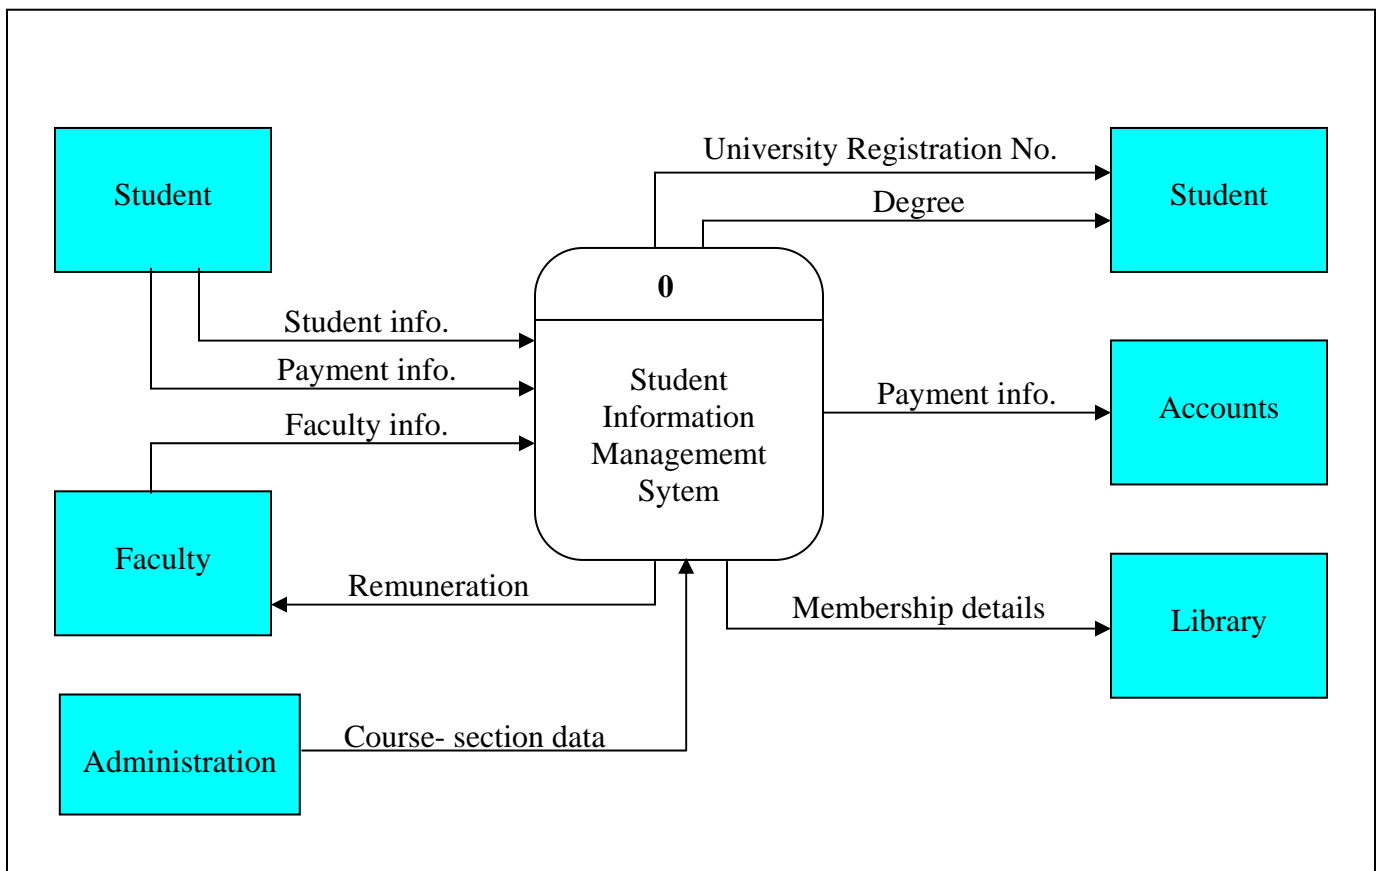 University Registration No.
Student
Student
Degree
0
Student info.
Payment info.
Faculty info.
Student
Information
Managememt
Sytem
Payment info.
Accounts
Faculty
Remuneration
Membership details
Library
Administration
Course- section data